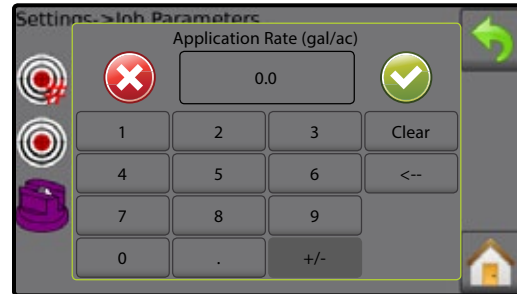 Settings->Job Parameters
Application Rate (gal/ac)
0.0
1 2 3 Clear
4 5 6 <--
7 8 9
0 . +/-
#